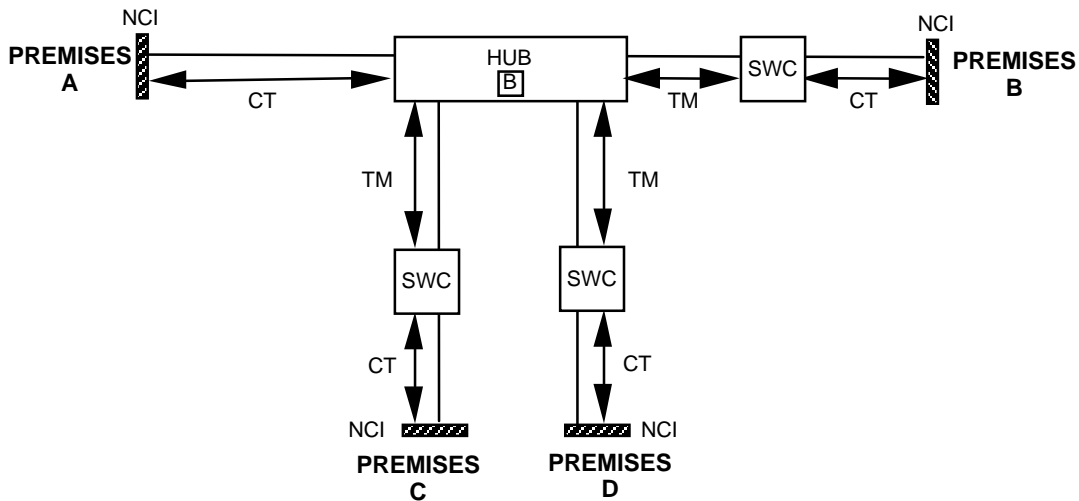 NCI
PREMISES
A
CT
HUB
B
TM
SWC
CT
NCI
PREMISES
B
TM
TM
SWC
SWC
CT
CT
NCI
PREMISES
C
NCI
PREMISES
D